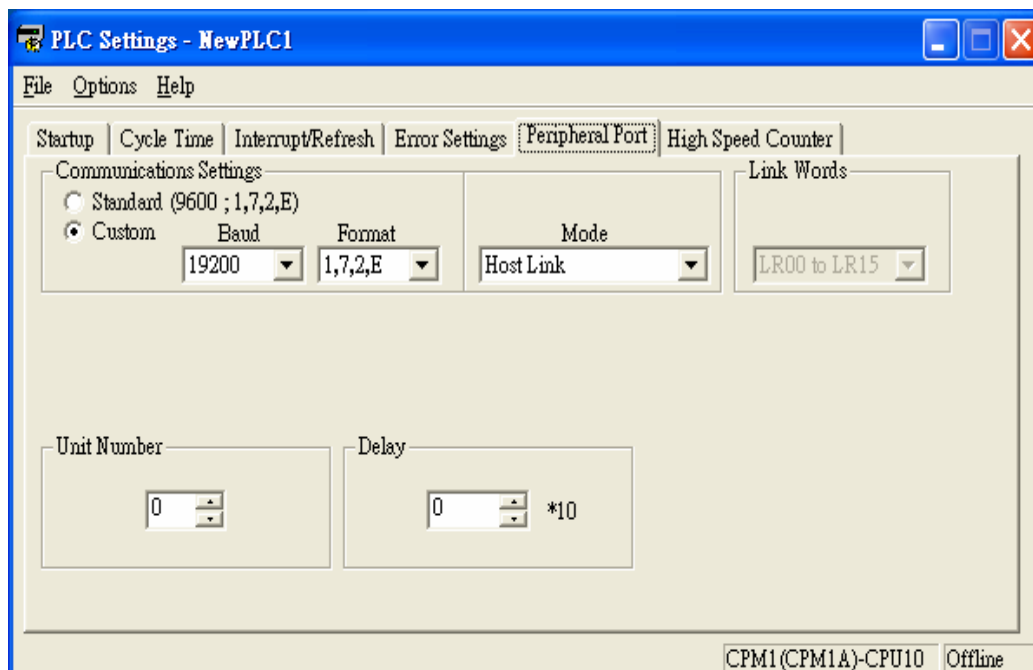 PLC Settings - NewPLC1
File Options Help
Startup Cycle Time Interrupt/Refresh Error Settings Peripheral Port High Speed Counter
Communications Settings
Standard (9600 ; 1,7,2,E)
Custom
Baud
19200
Format
1,7,2,E
Mode
Host Link
Link Words
LR00 to LR15
Unit Number
0
Delay
0 *10
CPM1(CPM1A)-CPU10 Offline